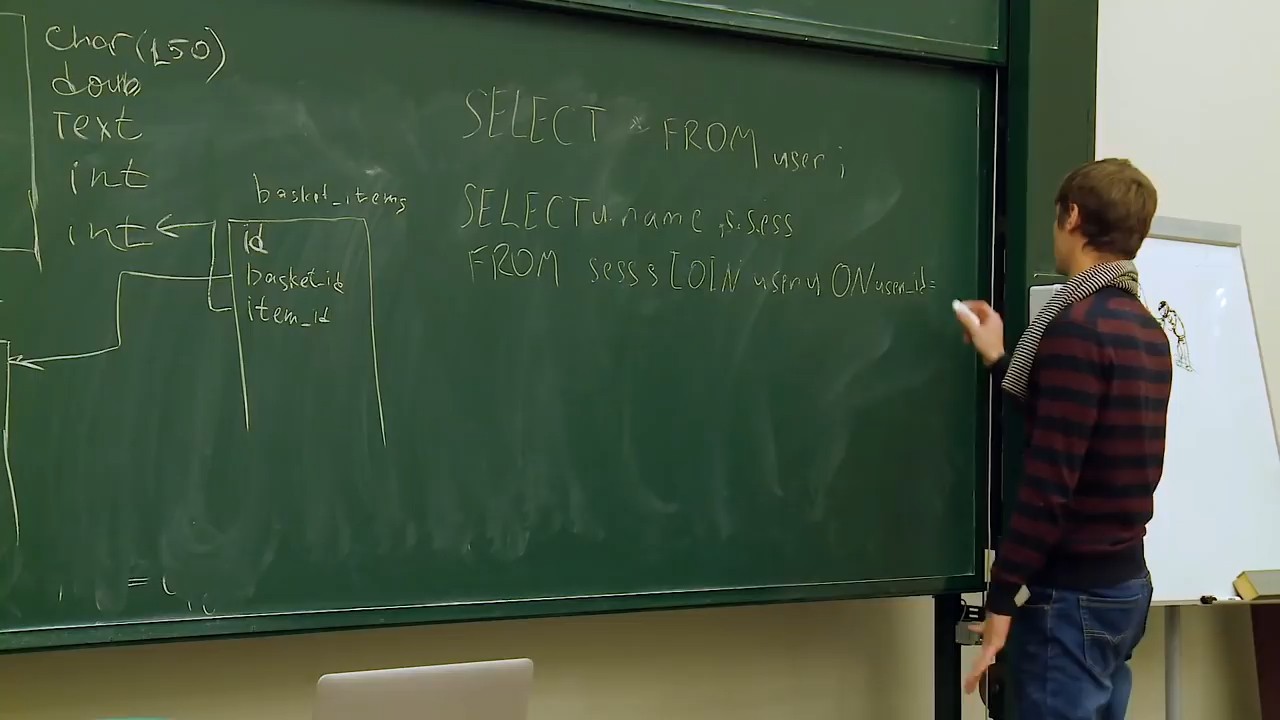 char(150)
doub
Text
int
int
basket_items
id
basket_id
item_id
SELECT * FROM user;
SELECT u.name,s.sess
FROM sess s JOIN user u ON user_id=
=